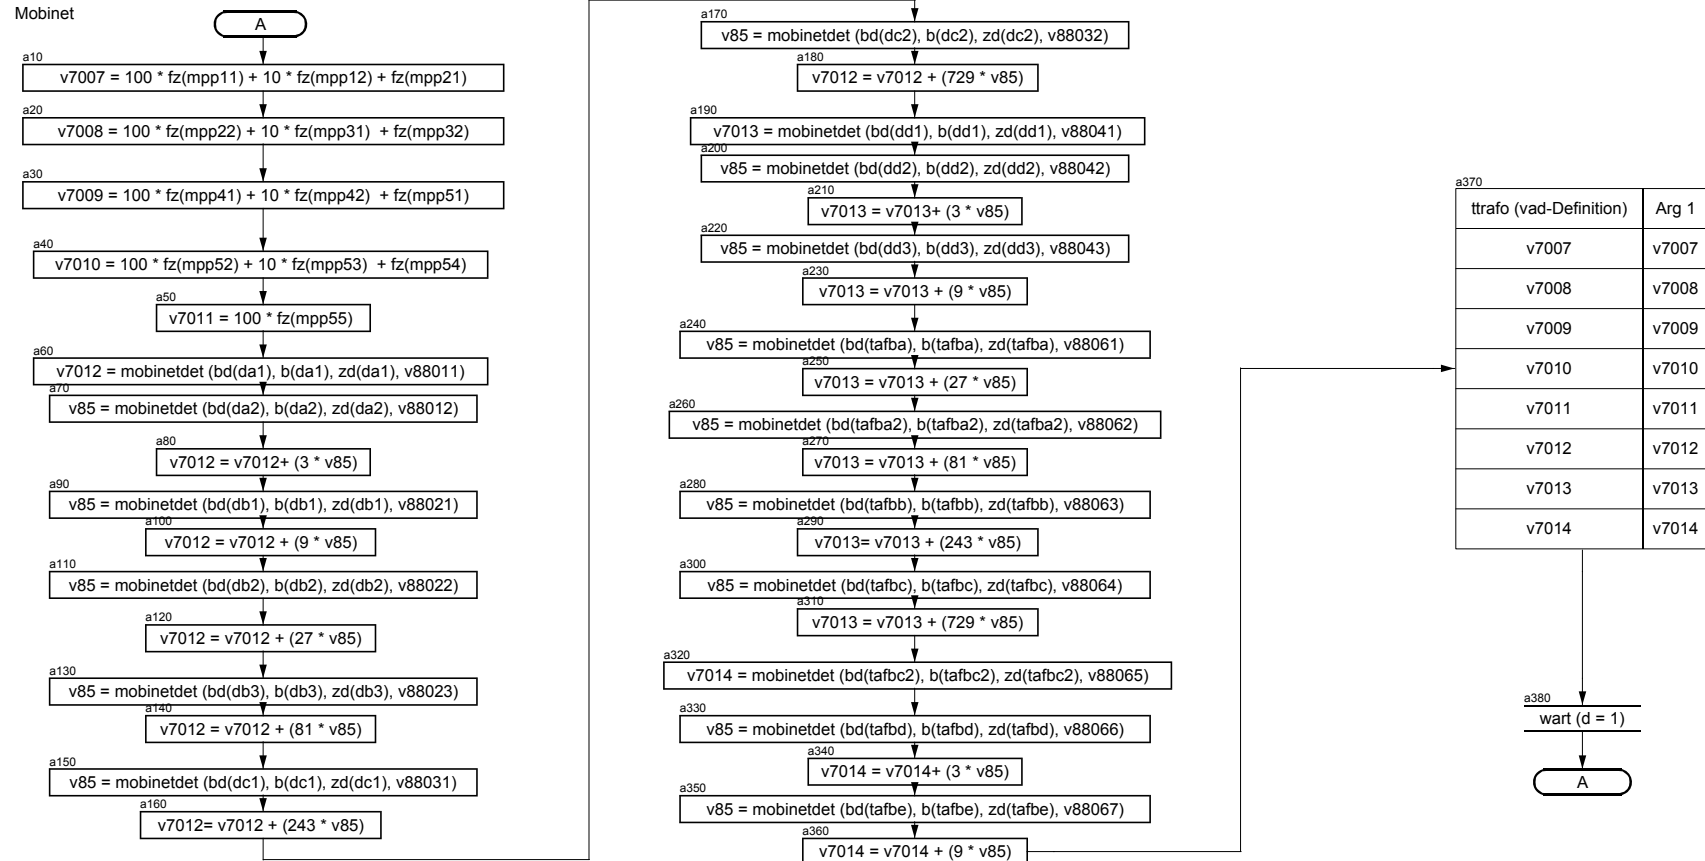 Mobinet
A
a10
v7007 = 100 * fz(mpp11) + 10 * fz(mpp12) + fz(mpp21)
a20
v7008 = 100 * fz(mpp22) + 10 * fz(mpp31) + fz(mpp32)
a30
v7009 = 100 * fz(mpp41) + 10 * fz(mpp42) + fz(mpp51)
a40
v7010 = 100 * fz(mpp52) + 10 * fz(mpp53) + fz(mpp54)
a50
v7011 = 100 * fz(mpp55)
a60
v7012 = mobinetdet (bd(da1), b(da1), zd(da1), v88011)
a70
v85 = mobinetdet (bd(da2), b(da2), zd(da2), v88012)
a80
v7012 = v7012+ (3 * v85)
a90
v85 = mobinetdet (bd(db1), b(db1), zd(db1), v88021)
a100
v7012 = v7012 + (9 * v85)
a110
v85 = mobinetdet (bd(db2), b(db2), zd(db2), v88022)
a120
v7012 = v7012 + (27 * v85)
a130
v85 = mobinetdet (bd(db3), b(db3), zd(db3), v88023)
a140
v7012 = v7012 + (81 * v85)
a150
v85 = mobinetdet (bd(dc1), b(dc1), zd(dc1), v88031)
a160
v7012= v7012 + (243 * v85)
a170
v85 = mobinetdet (bd(dc2), b(dc2), zd(dc2), v88032)
a180
v7012 = v7012 + (729 * v85)
a190
v7013 = mobinetdet (bd(dd1), b(dd1), zd(dd1), v88041)
a200
v85 = mobinetdet (bd(dd2), b(dd2), zd(dd2), v88042)
a210
v7013 = v7013+ (3 * v85)
a220
v85 = mobinetdet (bd(dd3), b(dd3), zd(dd3), v88043)
a230
v7013 = v7013 + (9 * v85)
a240
v85 = mobinetdet (bd(tafba), b(tafba), zd(tafba), v88061)
a250
v7013 = v7013 + (27 * v85)
a260
v85 = mobinetdet (bd(tafba2), b(tafba2), zd(tafba2), v88062)
a270
v7013 = v7013 + (81 * v85)
a280
v85 = mobinetdet (bd(tafbb), b(tafbb), zd(tafbb), v88063)
a290
v7013= v7013 + (243 * v85)
a300
v85 = mobinetdet (bd(tafbc), b(tafbc), zd(tafbc), v88064)
a310
v7013 = v7013 + (729 * v85)
a320
v7014 = mobinetdet (bd(tafbc2), b(tafbc2), zd(tafbc2), v88065)
a330
v85 = mobinetdet (bd(tafbd), b(tafbd), zd(tafbd), v88066)
a340
v7014 = v7014+ (3 * v85)
a350
v85 = mobinetdet (bd(tafbe), b(tafbe), zd(tafbe), v88067)
a360
v7014 = v7014 + (9 * v85)
a370
ttrafo (vad-Definition) Arg 1
v7007 v7007
v7008 v7008
v7009 v7009
v7010 v7010
v7011 v7011
v7012 v7012
v7013 v7013
v7014 v7014
a380
wart (d = 1)
A